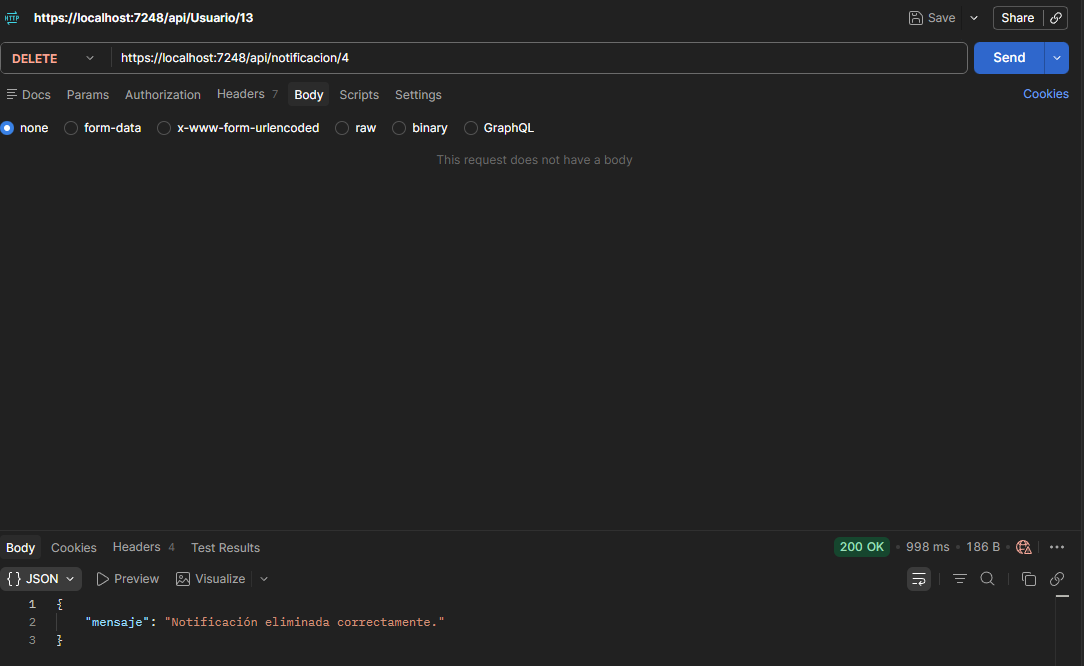 HTTP https://localhost:7248/api/Usuario/13 Save Share
DELETE https://localhost:7248/api/notificacion/4 Send
Docs Params Authorization Headers 7 Body Scripts Settings Cookies
none form-data x-www-form-urlencoded raw binary GraphQL
This request does not have a body
Body Cookies Headers 4 Test Results 200 OK • 998 ms • 186 B •
{} JSON Preview Visualize
1 {
2 "mensaje": "Notificación eliminada correctamente."
3 }